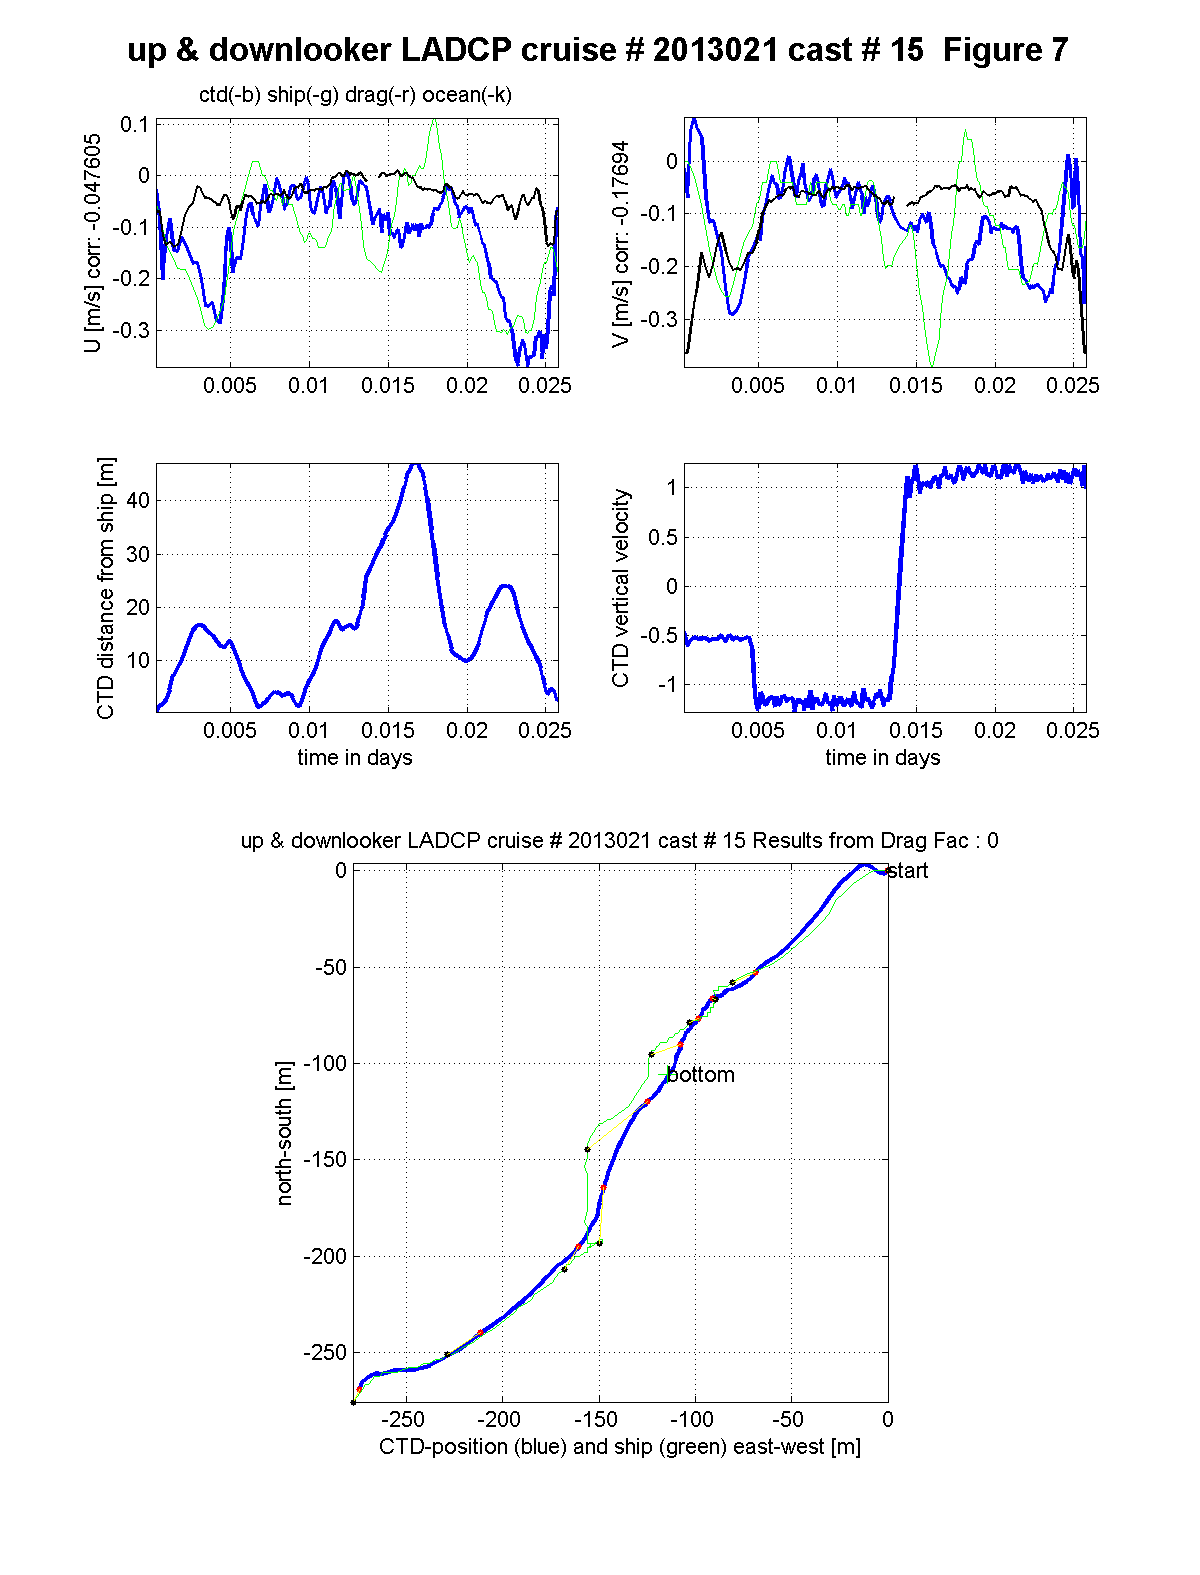 up & downlooker LADCP cruise # 2013021 cast # 15  Figure 7
ctd(-b) ship(-g) drag(-r) ocean(-k)
U [m/s] corr: -0.047605
0.1
0
-0.1
-0.2
-0.3
0.005 0.01 0.015 0.02 0.025
V [m/s] corr: -0.17694
0
-0.1
-0.2
-0.3
0.005 0.01 0.015 0.02 0.025
CTD distance from ship [m]
40
30
20
10
0.005 0.01 0.015 0.02 0.025
time in days
CTD vertical velocity
1
0.5
0
-0.5
-1
0.005 0.01 0.015 0.02 0.025
time in days
up & downlooker LADCP cruise # 2013021 cast # 15 Results from Drag Fac : 0
north-south [m]
0
-50
-100
-150
-200
-250
start
bottom
-250 -200 -150 -100 -50 0
CTD-position (blue) and ship (green) east-west [m]